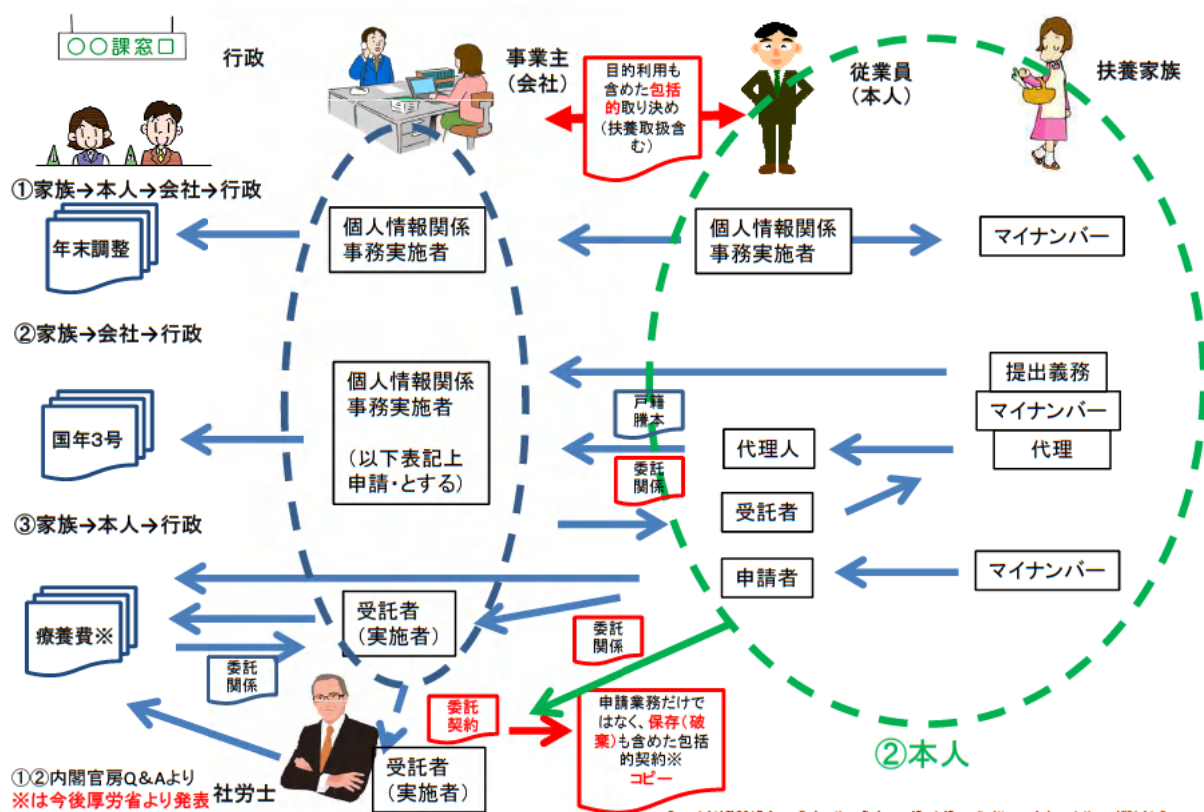 〇〇課窓口
行政
事業主
(会社)
目的利用も
含めた包括
的取り決め
(扶養取扱含
む)
従業員
(本人)
扶養家族
①家族→本人→会社→行政
年末調整
個人情報関係
事務実施者
個人情報関係
事務実施者
マイナンバー
②家族→会社→行政
国年3号
個人情報関係
事務実施者
(以下表記上
申請・とする)
戸籍
謄本
委託
関係
提出義務
マイナンバー
代理
代理人
受託者
③家族→本人→行政
申請者
マイナンバー
療養費※
受託者
(実施者)
委託
関係
委託
関係
委託
契約
申請業務だけで
はなく、保存(破
棄)も含めた包括
的契約※
コピー
②本人
受託者
(実施者)
社労士
①②内閣官房Q&Aより
※は今後厚労省より発表